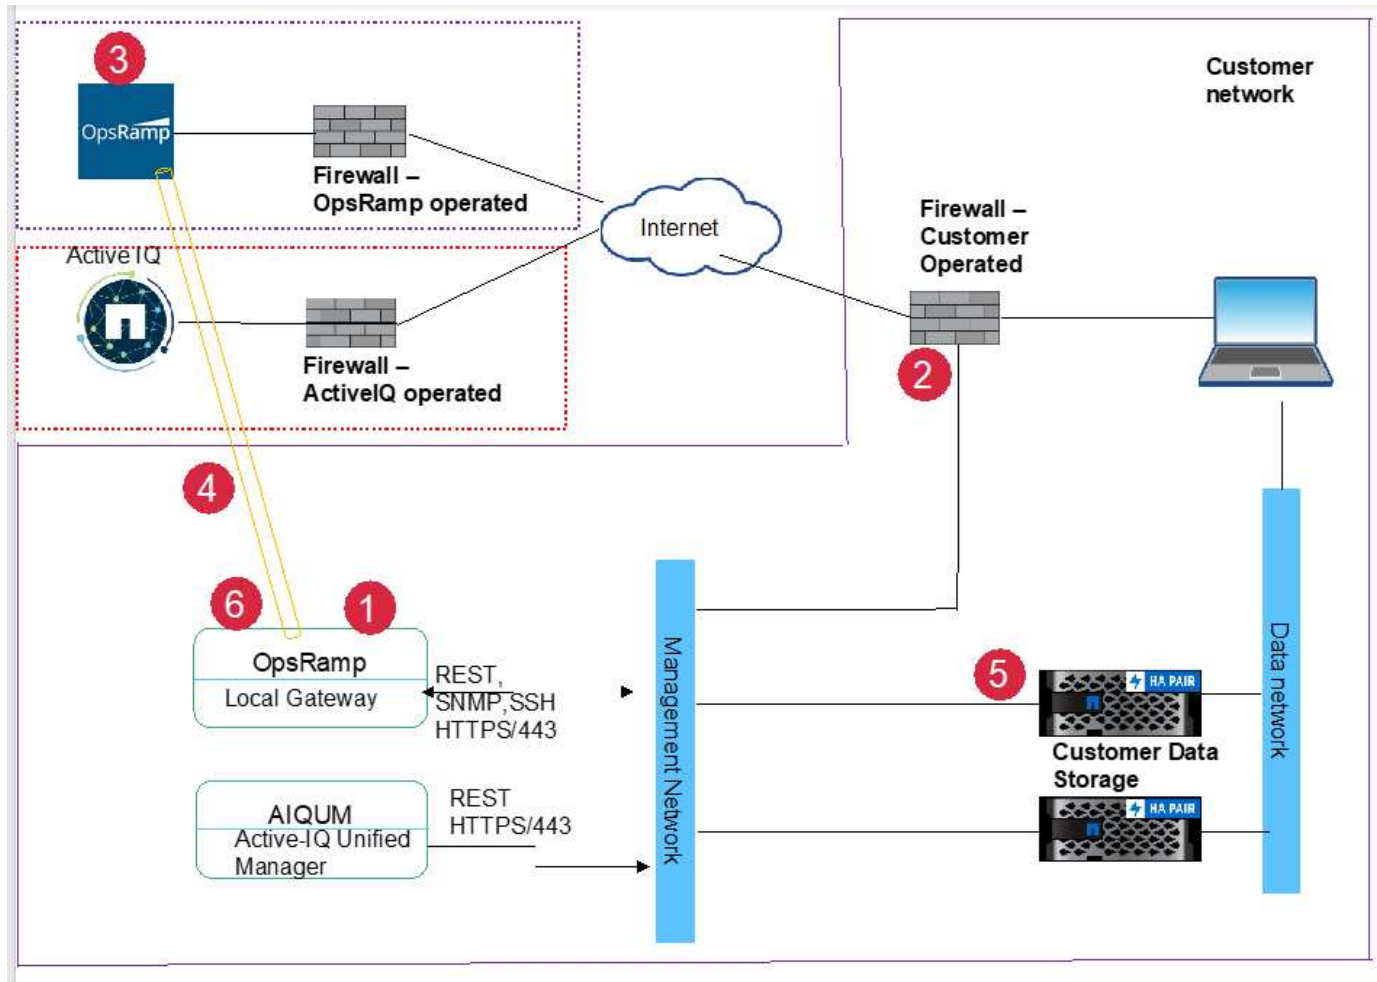 3
OpsRamp
Firewall –
OpsRamp operated
Active IQ
Firewall –
ActiveIQ operated
Internet
Customer
network
Firewall –
Customer
Operated
2
4
6
1
OpsRamp
Local Gateway
REST,
SNMP,SSH
HTTPS/443
AIQUM
Active-IQ Unified
Manager
REST
HTTPS/443
Management Network
5
HA PAIR
Customer Data
Storage
HA PAIR
Data network